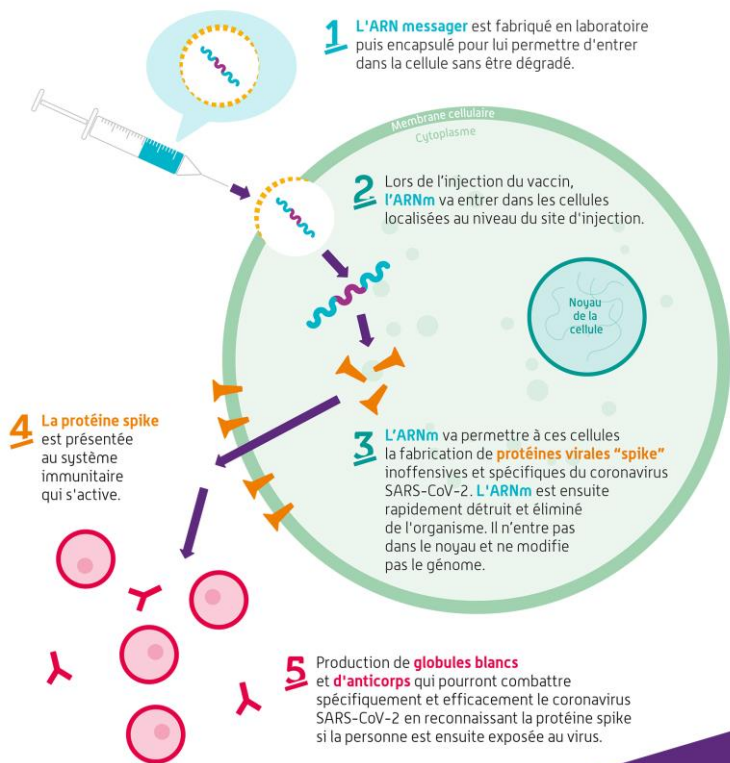 1 L'ARN messager est fabriqué en laboratoire
puis encapsulé pour lui permettre d'entrer
dans la cellule sans être dégradé.
Membrane cellulaire
Cytoplasme
2 Lors de l'injection du vaccin,
l'ARNm va entrer dans les cellules
localisées au niveau du site d'injection.
Noyau
de la
cellule
3 L'ARNm va permettre à ces cellules
la fabrication de protéines virales “spike”
inoffensives et spécifiques du coronavirus
SARS-CoV-2. L'ARNm est ensuite
rapidement détruit et éliminé
de l'organisme. Il n'entre pas
dans le noyau et ne modifie
pas le génome.
4 La protéine spike
est présentée
au système
immunitaire
qui s'active.
5 Production de globules blancs
et d'anticorps qui pourront combattre
spécifiquement et efficacement le coronavirus
SARS-CoV-2 en reconnaissant la protéine spike
si la personne est ensuite exposée au virus.